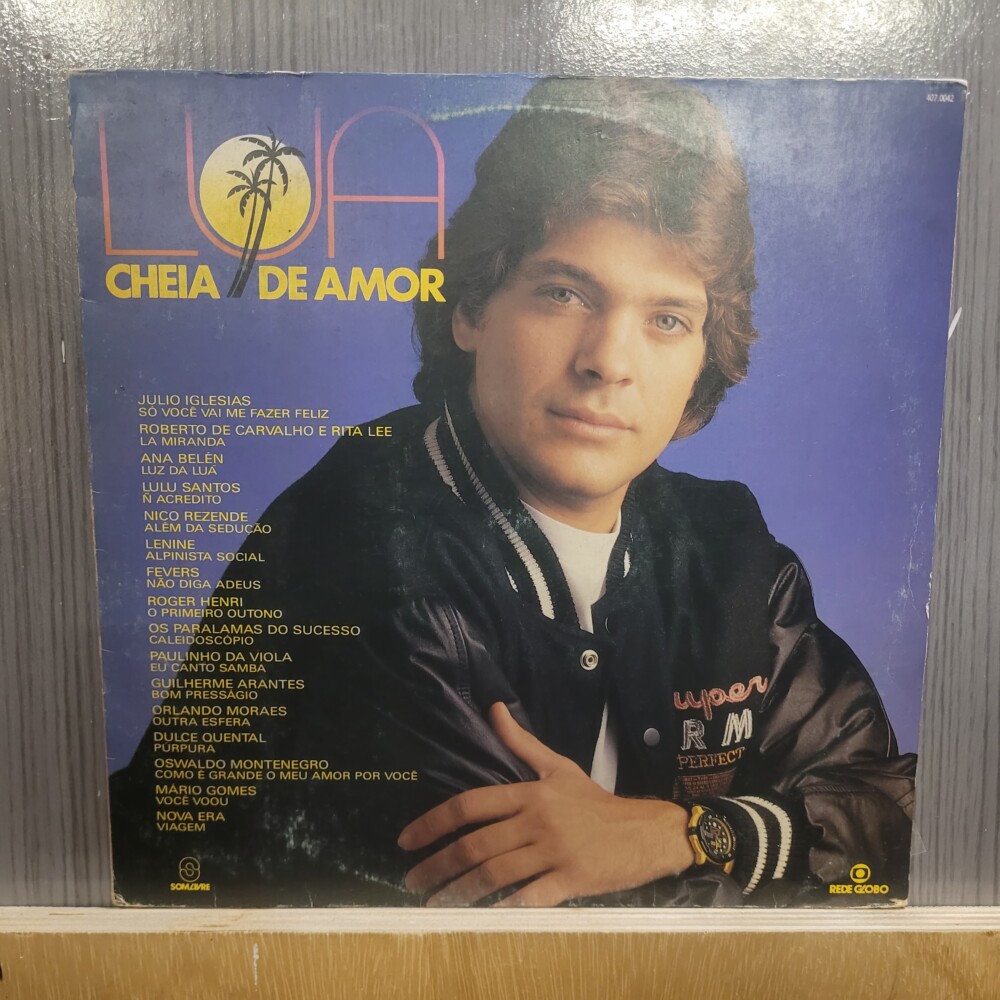 407.0042
LUA
CHEIA DE AMOR
JULIO IGLESIAS
SÓ VOCÊ VAI ME FAZER FELIZ
ROBERTO DE CARVALHO E RITA LEE
LA MIRANDA
ANA BELÉN
LUZ DA LUA
LULU SANTOS
Ñ ACREDITO
NICO REZENDE
ALÉM DA SEDUÇÃO
LENINE
ALPINISTA SOCIAL
FEVERS
NÃO DIGA ADEUS
ROGER HENRI
O PRIMEIRO OUTONO
OS PARALAMAS DO SUCESSO
CALEIDOSCÓPIO
PAULINHO DA VIOLA
EU CANTO SAMBA
GUILHERME ARANTES
BOM PRESSÁGIO
ORLANDO MORAES
OUTRA ESFERA
DULCE QUENTAL
PÚRPURA
OSWALDO MONTENEGRO
COMO É GRANDE O MEU AMOR POR VOCÊ
MÁRIO GOMES
VOCÊ VOOU
NOVA ERA
VIAGEM
super
R M
PERFECT
SOM LIVRE
REDE GLOBO